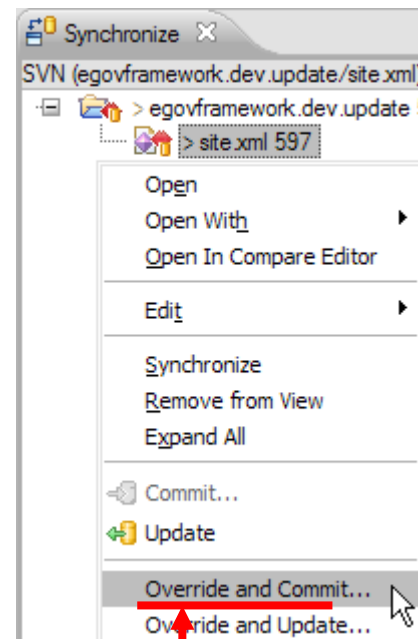 Synchronize
SVN (egovframework.dev.update/site.xml)
> egovframework.dev.update
> site.xml 597
Open
Open With
Open In Compare Editor
Edit
Synchronize
Remove from View
Expand All
Commit...
Update
Override and Commit...
Override and Update...